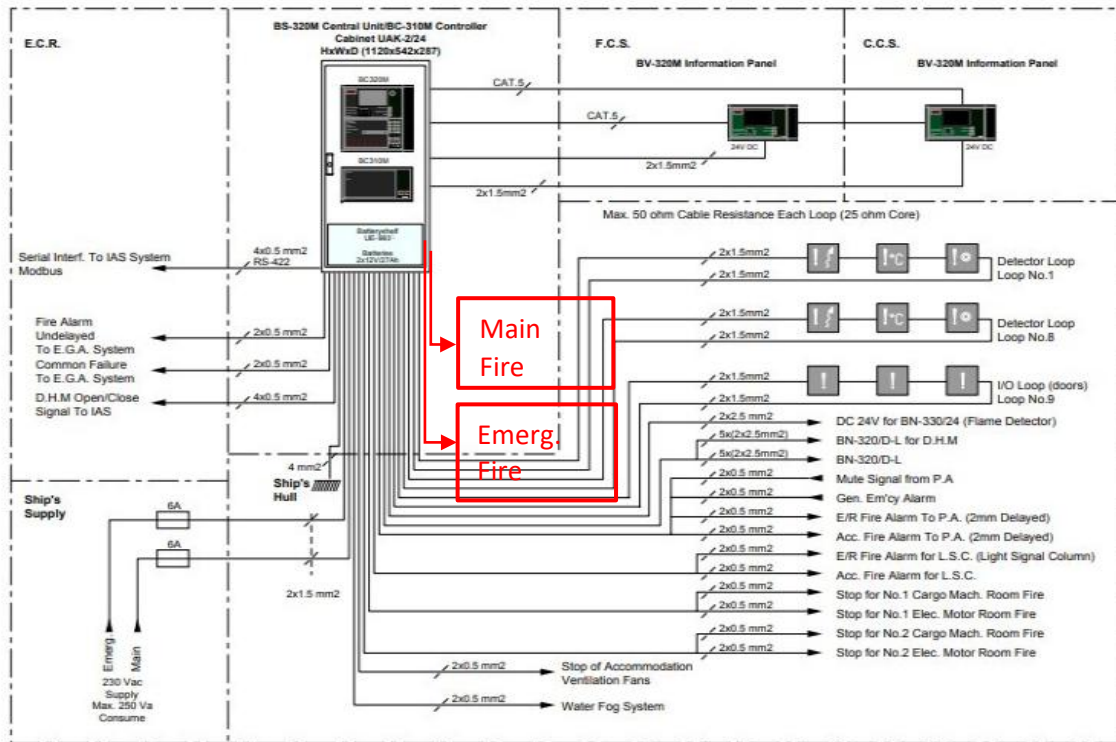 E.C.R.
BS-320M Central Unit/BC-310M Controller
Cabinet UAK-2/24
HxWxD (1120x542x287)
BC320M
BC310M
Batteryshelf
Batteries
2x12V/27Ah
F.C.S.
BV-320M Information Panel
C.C.S.
BV-320M Information Panel
CAT.5
CAT.5
24V DC
24V DC
2x1.5mm2
2x1.5mm2
Max. 50 ohm Cable Resistance Each Loop (25 ohm Core)
Serial Interf. To IAS System
Modbus
4x0.5 mm2
RS-422
Fire Alarm
Undelayed
To E.G.A. System
2x0.5 mm2
Common Failure
To E.G.A. System
2x0.5 mm2
D.H.M Open/Close
Signal To IAS
4x0.5 mm2
Main
Fire
Emerg.
Fire
2x1.5mm2
2x1.5mm2
°C
Detector Loop
Loop No.1
2x1.5mm2
2x1.5mm2
°C
Detector Loop
Loop No.8
2x1.5mm2
2x1.5mm2
I/O Loop (doors)
Loop No.9
2x2.5 mm2
DC 24V for BN-330/24 (Flame Detector)
5x(2x2.5mm2)
BN-320/D-L for D.H.M
5x(2x2.5mm2)
BN-320/D-L
2x0.5 mm2
Mute Signal from P.A
2x0.5 mm2
Gen. Em'cy Alarm
2x0.5 mm2
E/R Fire Alarm To P.A. (2mm Delayed)
2x0.5 mm2
Acc. Fire Alarm To P.A. (2mm Delayed)
2x0.5 mm2
E/R Fire Alarm for L.S.C. (Light Signal Column)
2x0.5 mm2
Acc. Fire Alarm for L.S.C.
2x0.5 mm2
Stop for No.1 Cargo Mach. Room Fire
2x0.5 mm2
Stop for No.1 Elec. Motor Room Fire
2x0.5 mm2
Stop for No.2 Cargo Mach. Room Fire
2x0.5 mm2
Stop for No.2 Elec. Motor Room Fire
2x0.5 mm2
Stop of Accommodation
Ventilation Fans
2x0.5 mm2
Water Fog System
4 mm2
Ship's
Hull
Ship's
Supply
6A
6A
2x1.5 mm2
Emerg.
Main
230 Vac
Supply
Max. 250 Va
Consume